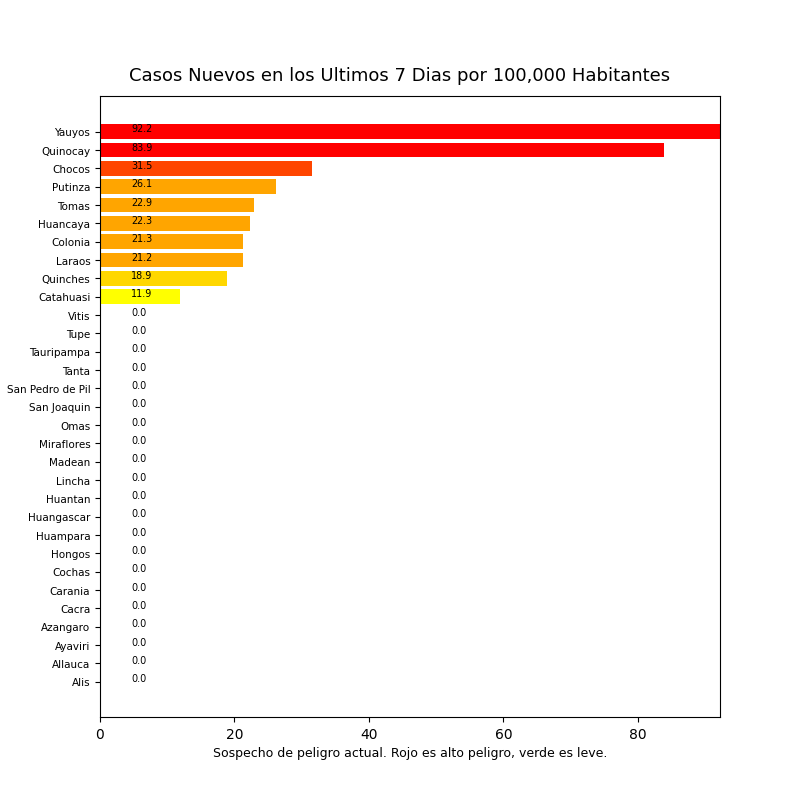 Casos Nuevos en los Ultimos 7 Dias por 100,000 Habitantes
Yauyos 92.2
Quinocay 83.9
Chocos 31.5
Putinza 26.1
Tomas 22.9
Huancaya 22.3
Colonia 21.3
Laraos 21.2
Quinches 18.9
Catahuasi 11.9
Vitis 0.0
Tupe 0.0
Tauripampa 0.0
Tanta 0.0
San Pedro de Pil 0.0
San Joaquin 0.0
Omas 0.0
Miraflores 0.0
Madean 0.0
Lincha 0.0
Huantan 0.0
Huangascar 0.0
Huampara 0.0
Hongos 0.0
Cochas 0.0
Carania 0.0
Cacra 0.0
Azangaro 0.0
Ayaviri 0.0
Allauca 0.0
Alis 0.0
0 20 40 60 80
Sospecho de peligro actual. Rojo es alto peligro, verde es leve.